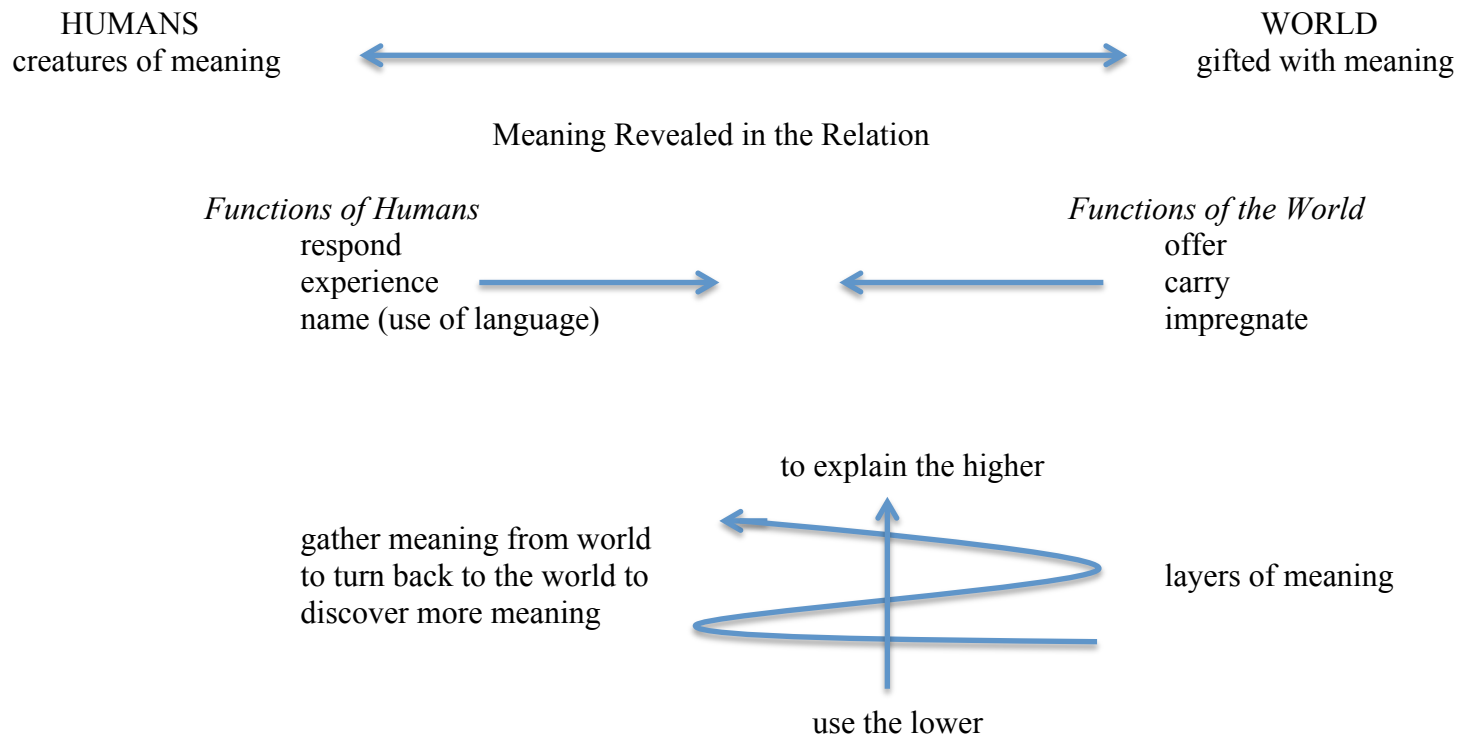 HUMANS
creatures of meaning
WORLD
gifted with meaning
Meaning Revealed in the Relation
Functions of Humans
respond
experience
name (use of language)
Functions of the World
offer
carry
impregnate
to explain the higher
gather meaning from world
to turn back to the world to
discover more meaning
layers of meaning
use the lower